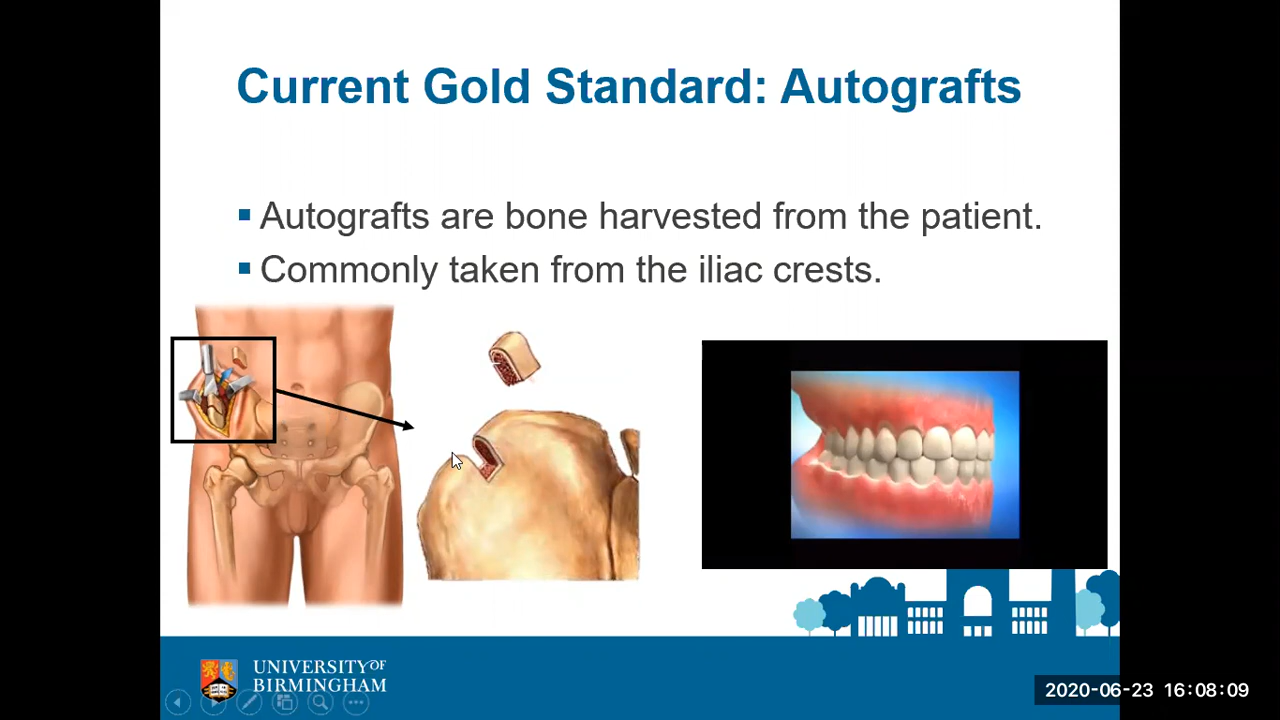 Current Gold Standard: Autografts
Autografts are bone harvested from the patient.
Commonly taken from the iliac crests.
UNIVERSITY OF
BIRMINGHAM
2020-06-23 16:08:09